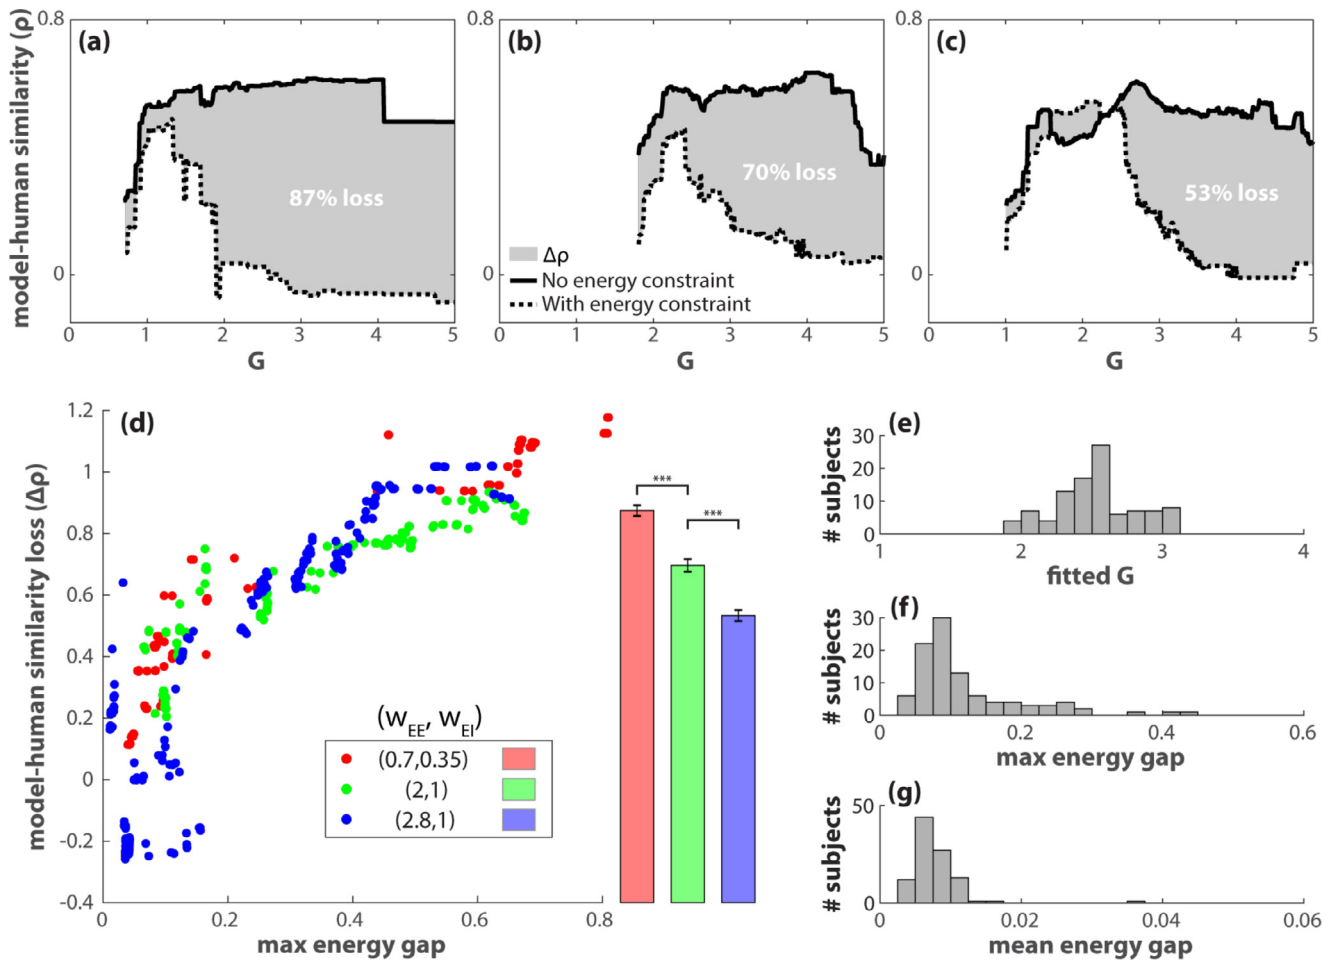 0.8
(a)
87% loss
0
0 1 2 3 4 5
G
model-human similarity (ρ)
(b)
70% loss
Δρ
No energy constraint
With energy constraint
0.8
0
0 1 2 3 4 5
G
(c)
53% loss
0.8
0
0 1 2 3 4 5
G
(d)
1.2
1
0.8
0.6
0.4
0.2
0
-0.2
-0.4
0 0.2 0.4 0.6 0.8
max energy gap
model-human similarity loss (Δρ)
***
***
(wEE, wEI)
(0.7,0.35)
(2,1)
(2.8,1)
(e)
30
20
10
0
1 2 3 4
fitted G
# subjects
(f)
30
20
10
0
0.2 0.4 0.6
max energy gap
# subjects
(g)
50
0
0 0.02 0.04 0.06
mean energy gap
# subjects